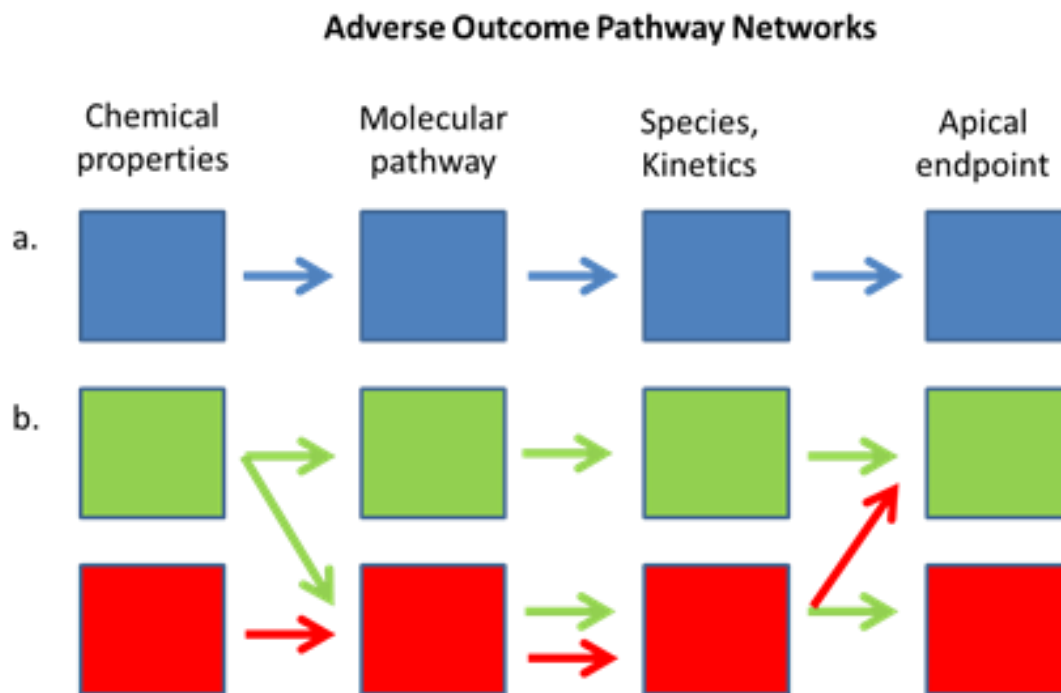 Adverse Outcome Pathway Networks
Chemical
properties
Molecular
pathway
Species,
Kinetics
Apical
endpoint
a.
b.